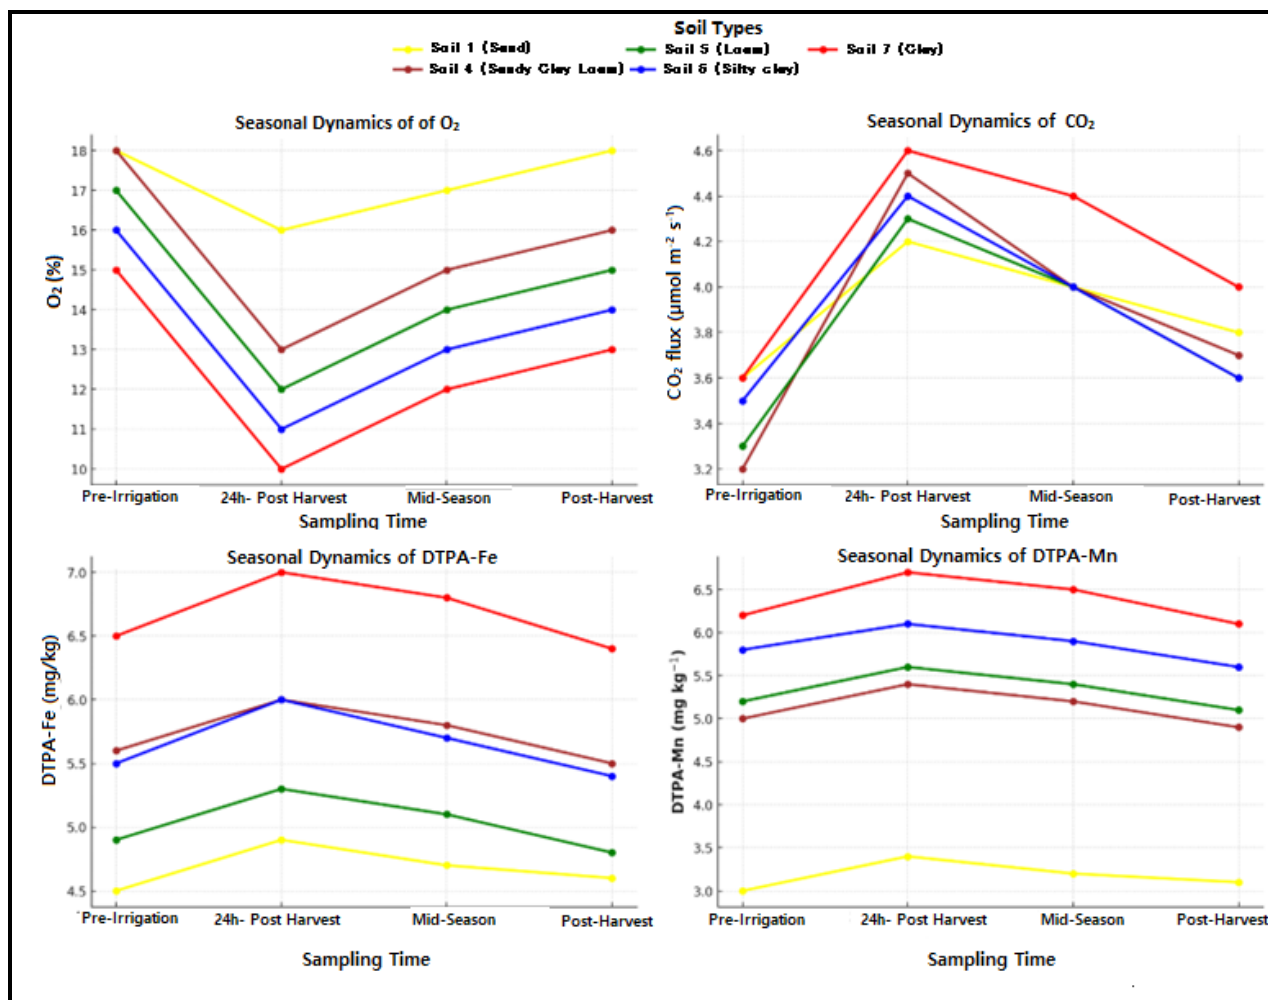 Soil Types
Soil 1 (Sand) Soil 5 (Loam) Soil 7 (Clay)
Soil 4 (Sandy Clay Loam) Soil 6 (Silty clay)
Seasonal Dynamics of of O₂
18
17
16
15
14
13
12
11
10
O₂ (%)
Pre-Irrigation 24h- Post Harvest Mid-Season Post-Harvest
Sampling Time
Seasonal Dynamics of CO₂
4.6
4.4
4.2
4.0
3.8
3.6
3.4
3.2
CO₂ flux (µmol m⁻² s⁻¹)
Pre-Irrigation 24h- Post Harvest Mid-Season Post-Harvest
Sampling Time
Seasonal Dynamics of DTPA-Fe
7.0
6.5
6.0
5.5
5.0
4.5
DTPA-Fe (mg/kg)
Pre-Irrigation 24h- Post Harvest Mid-Season Post-Harvest
Sampling Time
Seasonal Dynamics of DTPA-Mn
6.5
6.0
5.5
5.0
4.5
4.0
3.5
3.0
DTPA-Mn (mg kg⁻¹)
Pre-Irrigation 24h- Post Harvest Mid-Season Post-Harvest
Sampling Time